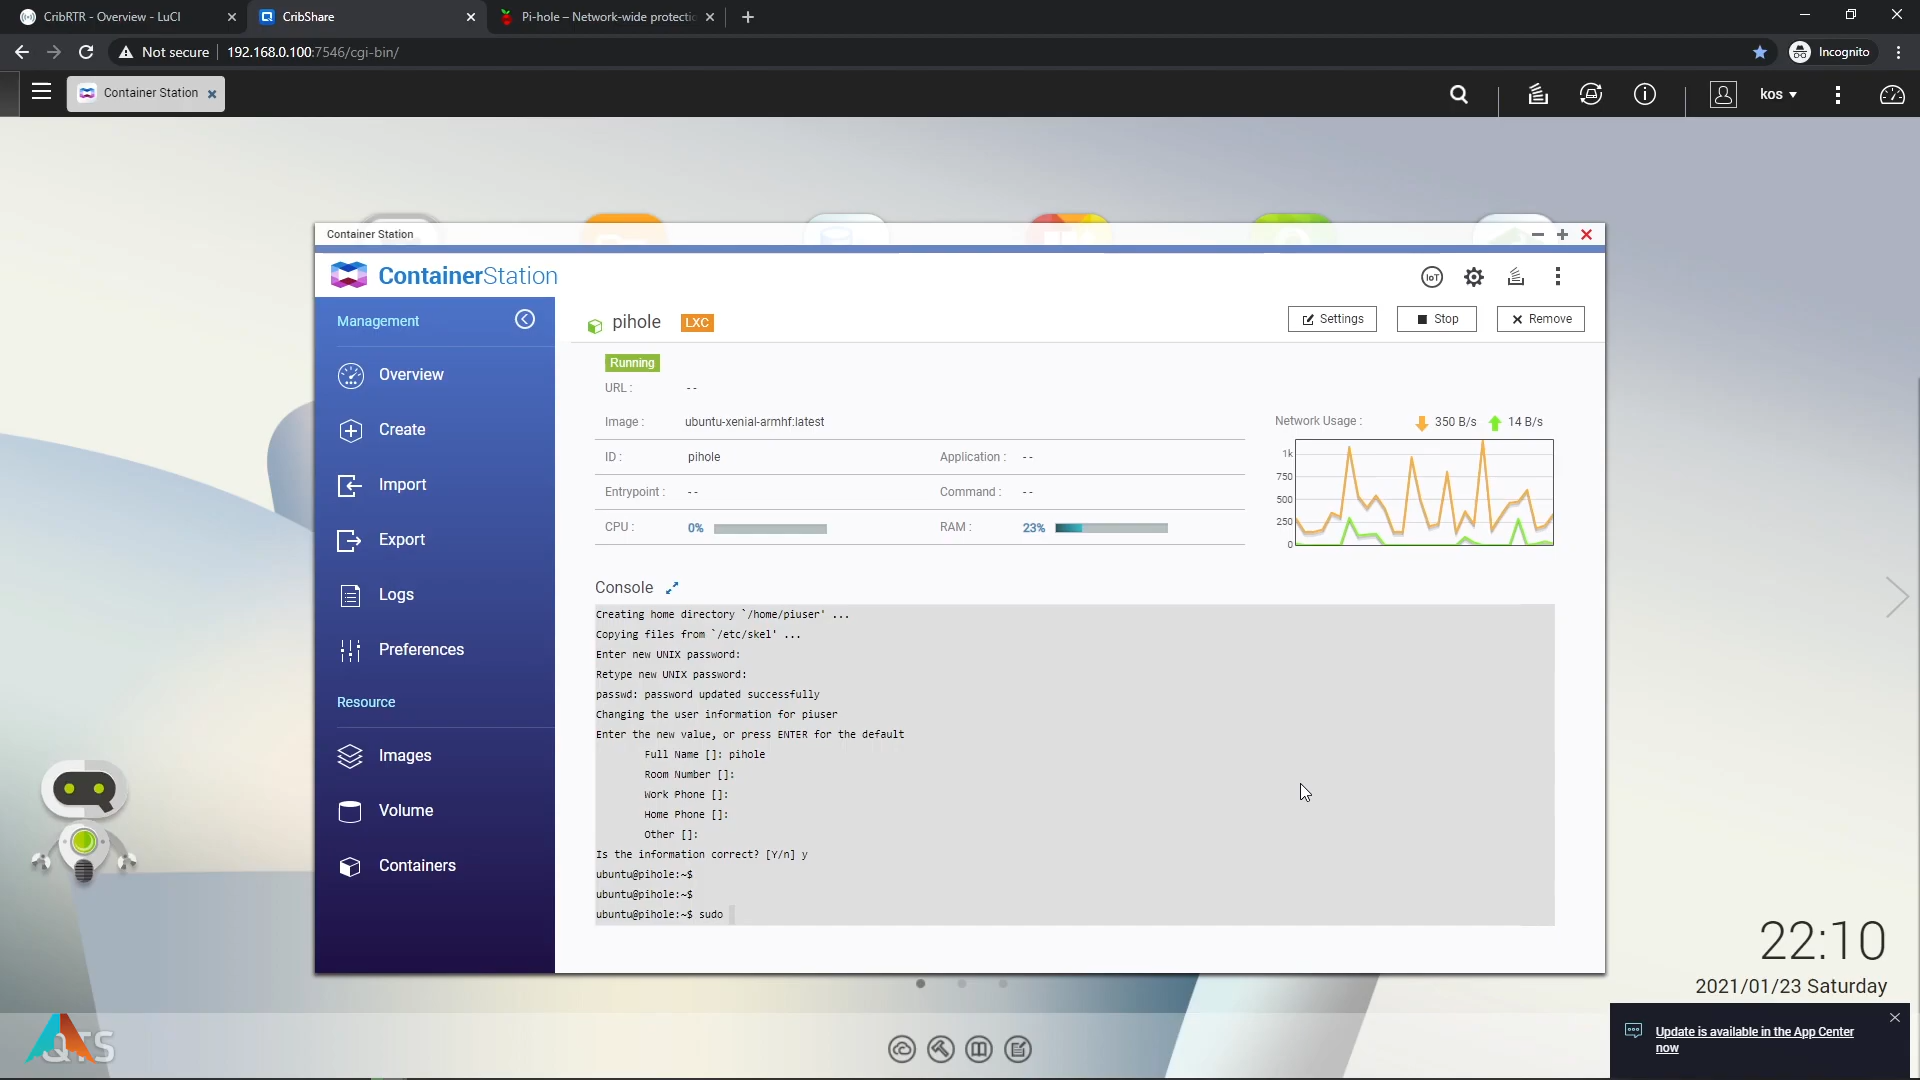 CribRTR - Overview - LuCI
CribShare
Pi-hole – Network-wide protectio
Not secure
192.168.0.100:7546/cgi-bin/
Incognito
Container Station
kos
Container Station
ContainerStation
IoT
Management
pihole
LXC
Settings
Stop
Remove
Running
URL :
--
Overview
Image :
ubuntu-xenial-armhf:latest
Network Usage :
350 B/s
14 B/s
Create
ID :
pihole
Application :
--
1k
750
500
250
0
Import
Entrypoint :
--
Command :
--
CPU :
0%
RAM :
23%
Export
Logs
Preferences
Resource
Images
Volume
Containers
Console
Creating home directory `/home/piuser' ...
Copying files from `/etc/skel' ...
Enter new UNIX password:
Retype new UNIX password:
passwd: password updated successfully
Changing the user information for piuser
Enter the new value, or press ENTER for the default
Full Name []: pihole
Room Number []:
Work Phone []:
Home Phone []:
Other []:
Is the information correct? [Y/n] y
ubuntu@pihole:~$
ubuntu@pihole:~$
ubuntu@pihole:~$ sudo
22:10
2021/01/23 Saturday
QTS
Update is available in the App Center
now